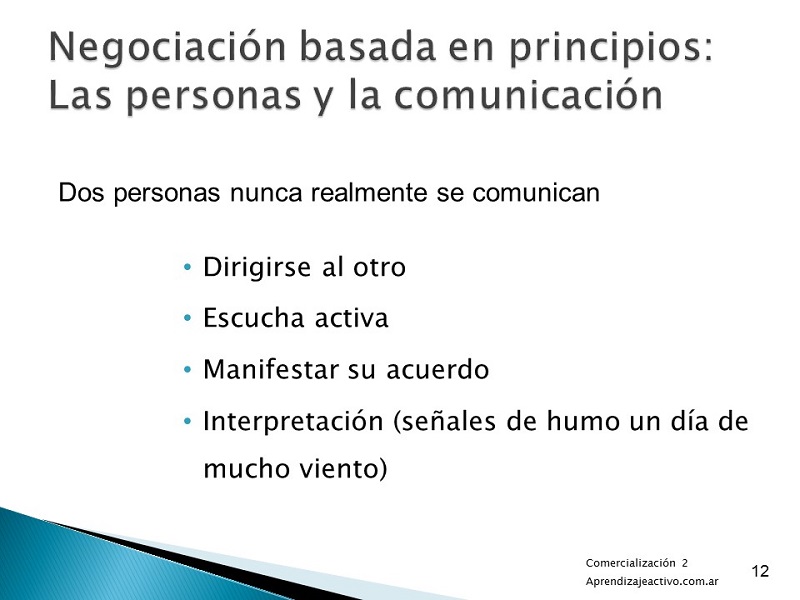 Negociación basada en principios:
Las personas y la comunicación
Dos personas nunca realmente se comunican
• Dirigirse al otro
• Escucha activa
• Manifestar su acuerdo
• Interpretación (señales de humo un día de
mucho viento)
Comercialización 2
Aprendizajeactivo.com.ar
12